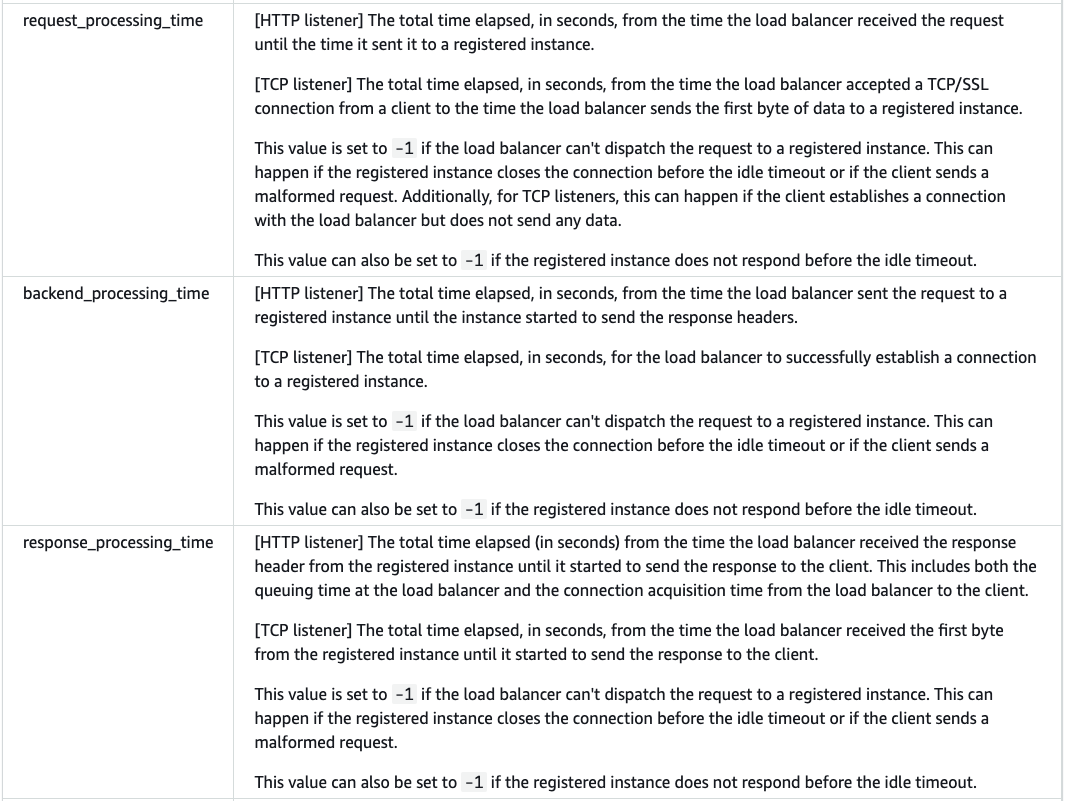 request_processing_time
[HTTP listener] The total time elapsed, in seconds, from the time the load balancer received the request
until the time it sent it to a registered instance.
[TCP listener] The total time elapsed, in seconds, from the time the load balancer accepted a TCP/SSL
connection from a client to the time the load balancer sends the first byte of data to a registered instance.
This value is set to -1 if the load balancer can't dispatch the request to a registered instance. This can
happen if the registered instance closes the connection before the idle timeout or if the client sends a
malformed request. Additionally, for TCP listeners, this can happen if the client establishes a connection
with the load balancer but does not send any data.
This value can also be set to -1 if the registered instance does not respond before the idle timeout.
backend_processing_time
[HTTP listener] The total time elapsed, in seconds, from the time the load balancer sent the request to a
registered instance until the instance started to send the response headers.
[TCP listener] The total time elapsed, in seconds, for the load balancer to successfully establish a connection
to a registered instance.
This value is set to -1 if the load balancer can't dispatch the request to a registered instance. This can
happen if the registered instance closes the connection before the idle timeout or if the client sends a
malformed request.
This value can also be set to -1 if the registered instance does not respond before the idle timeout.
response_processing_time
[HTTP listener] The total time elapsed (in seconds) from the time the load balancer received the response
header from the registered instance until it started to send the response to the client. This includes both the
queuing time at the load balancer and the connection acquisition time from the load balancer to the client.
[TCP listener] The total time elapsed, in seconds, from the time the load balancer received the first byte
from the registered instance until it started to send the response to the client.
This value is set to -1 if the load balancer can't dispatch the request to a registered instance. This can
happen if the registered instance closes the connection before the idle timeout or if the client sends a
malformed request.
This value can also be set to -1 if the registered instance does not respond before the idle timeout.